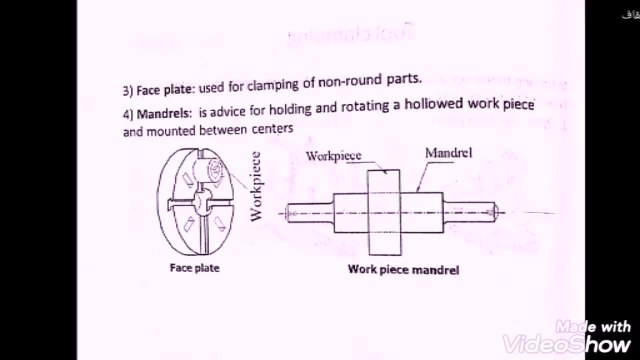 3) Face plate: used for clamping of non-round parts.
4) Mandrels: is advice for holding and rotating a hollowed work piece
and mounted between centers
Workpiece
Workpiece
Mandrel
Face plate
Work piece mandrel
Made with
VideoShow